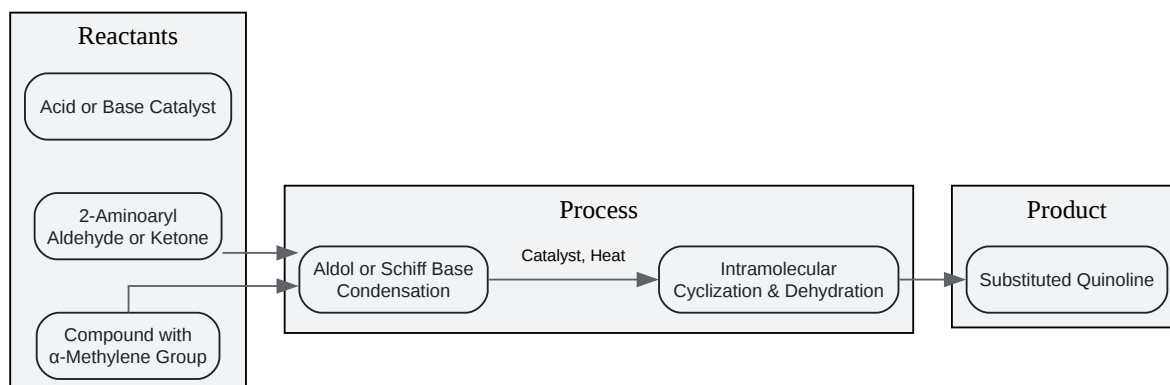 Reactants
Acid or Base Catalyst
2-Aminoaryl
Aldehyde or Ketone
Compound with
α-Methylene Group
Process
Aldol or Schiff Base
Condensation
Catalyst, Heat
Intramolecular
Cyclization & Dehydration
Product
Substituted Quinoline